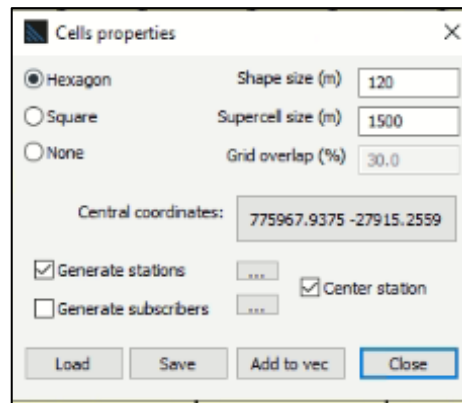 Cells properties
Hexagon Shape size (m) 120
Square Supercell size (m) 1500
None Grid overlap (%) 30.0
Central coordinates: 775967.9375 -27915.2559
Generate stations ... Center station
Generate subscribers ...
Load Save Add to vec Close